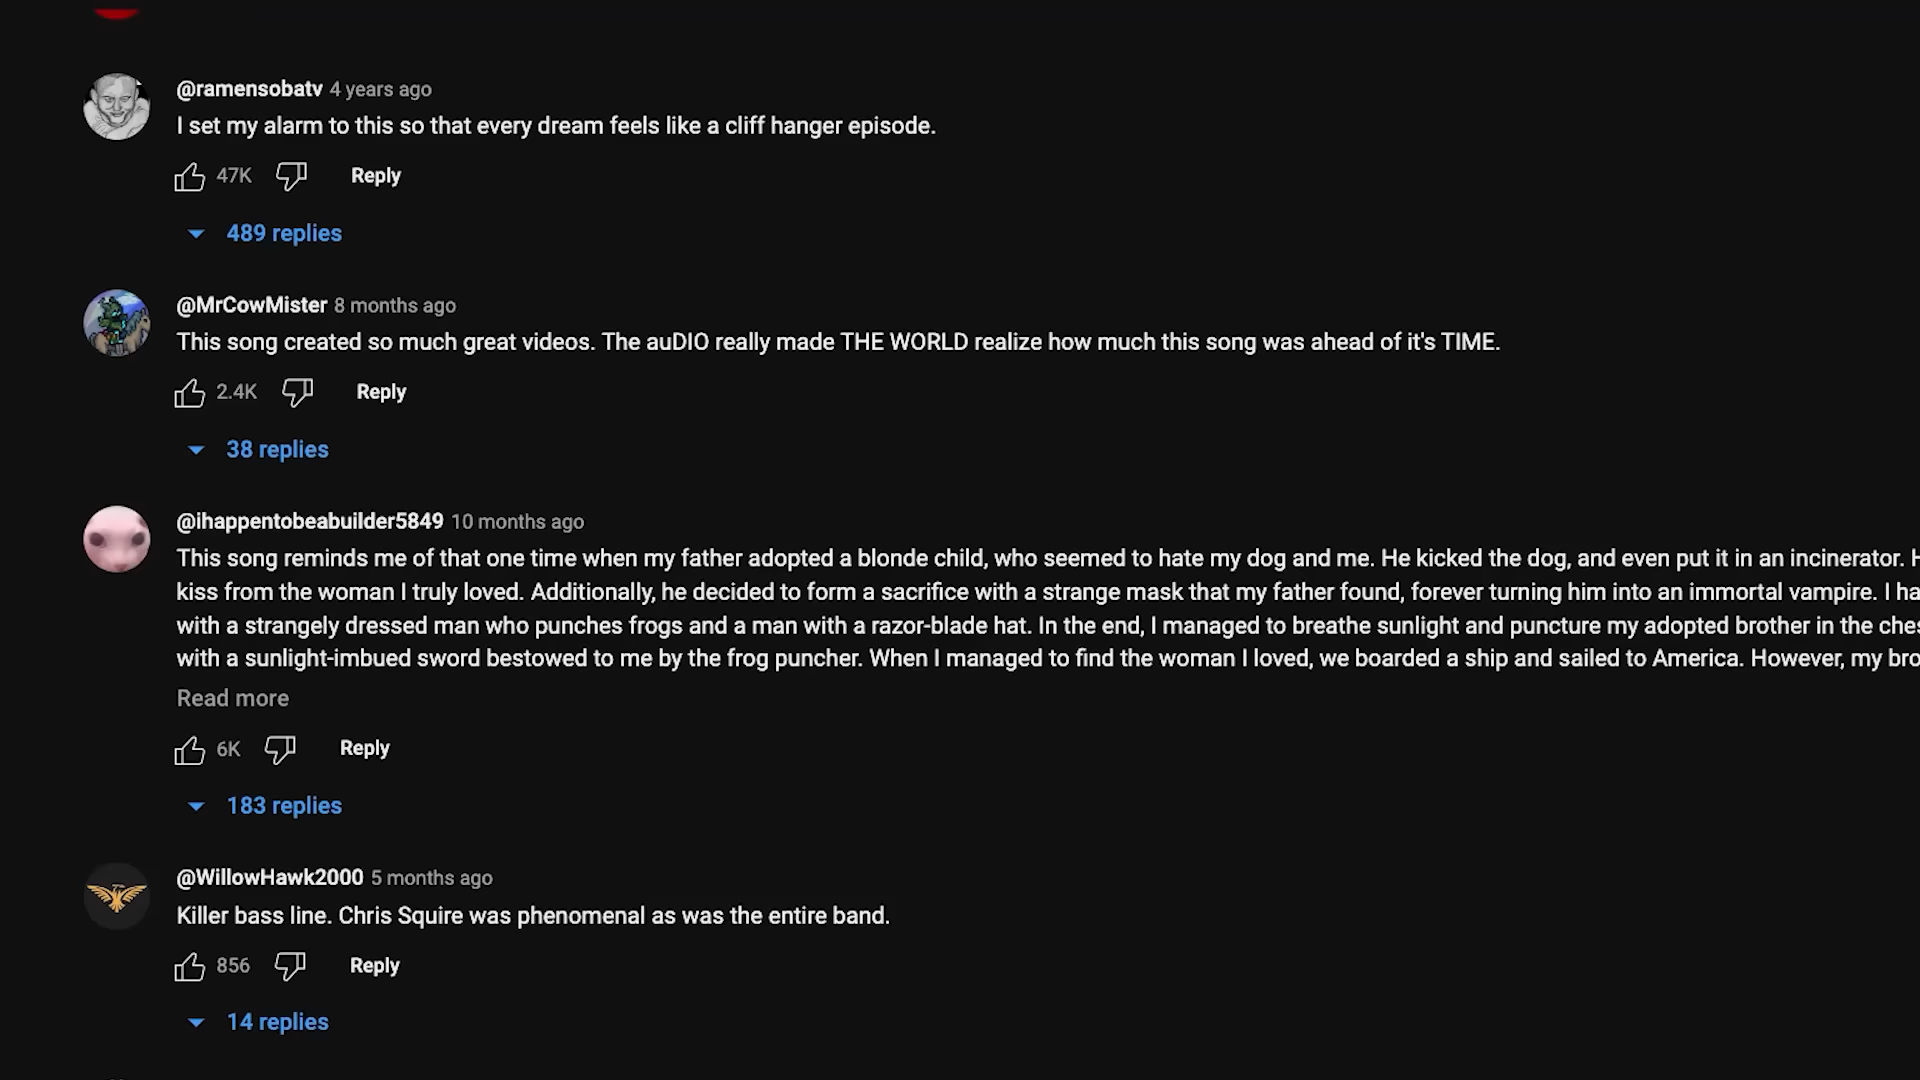 @ramensobatv 4 years ago
I set my alarm to this so that every dream feels like a cliff hanger episode.
47K Reply
489 replies
@MrCowMister 8 months ago
This song created so much great videos. The auDIO really made THE WORLD realize how much this song was ahead of it's TIME.
2.4K Reply
38 replies
@ihappentobeabuilder5849 10 months ago
This song reminds me of that one time when my father adopted a blonde child, who seemed to hate my dog and me. He kicked the dog, and even put it in an incinerator.
kiss from the woman I truly loved. Additionally, he decided to form a sacrifice with a strange mask that my father found, forever turning him into an immortal vampire. I
with a strangely dressed man who punches frogs and a man with a razor-blade hat. In the end, I managed to breathe sunlight and puncture my adopted brother in the
with a sunlight-imbued sword bestowed to me by the frog puncher. When I managed to find the woman I loved, we boarded a ship and sailed to America. However, my
Read more
6K Reply
183 replies
@WillowHawk2000 5 months ago
Killer bass line. Chris Squire was phenomenal as was the entire band.
856 Reply
14 replies